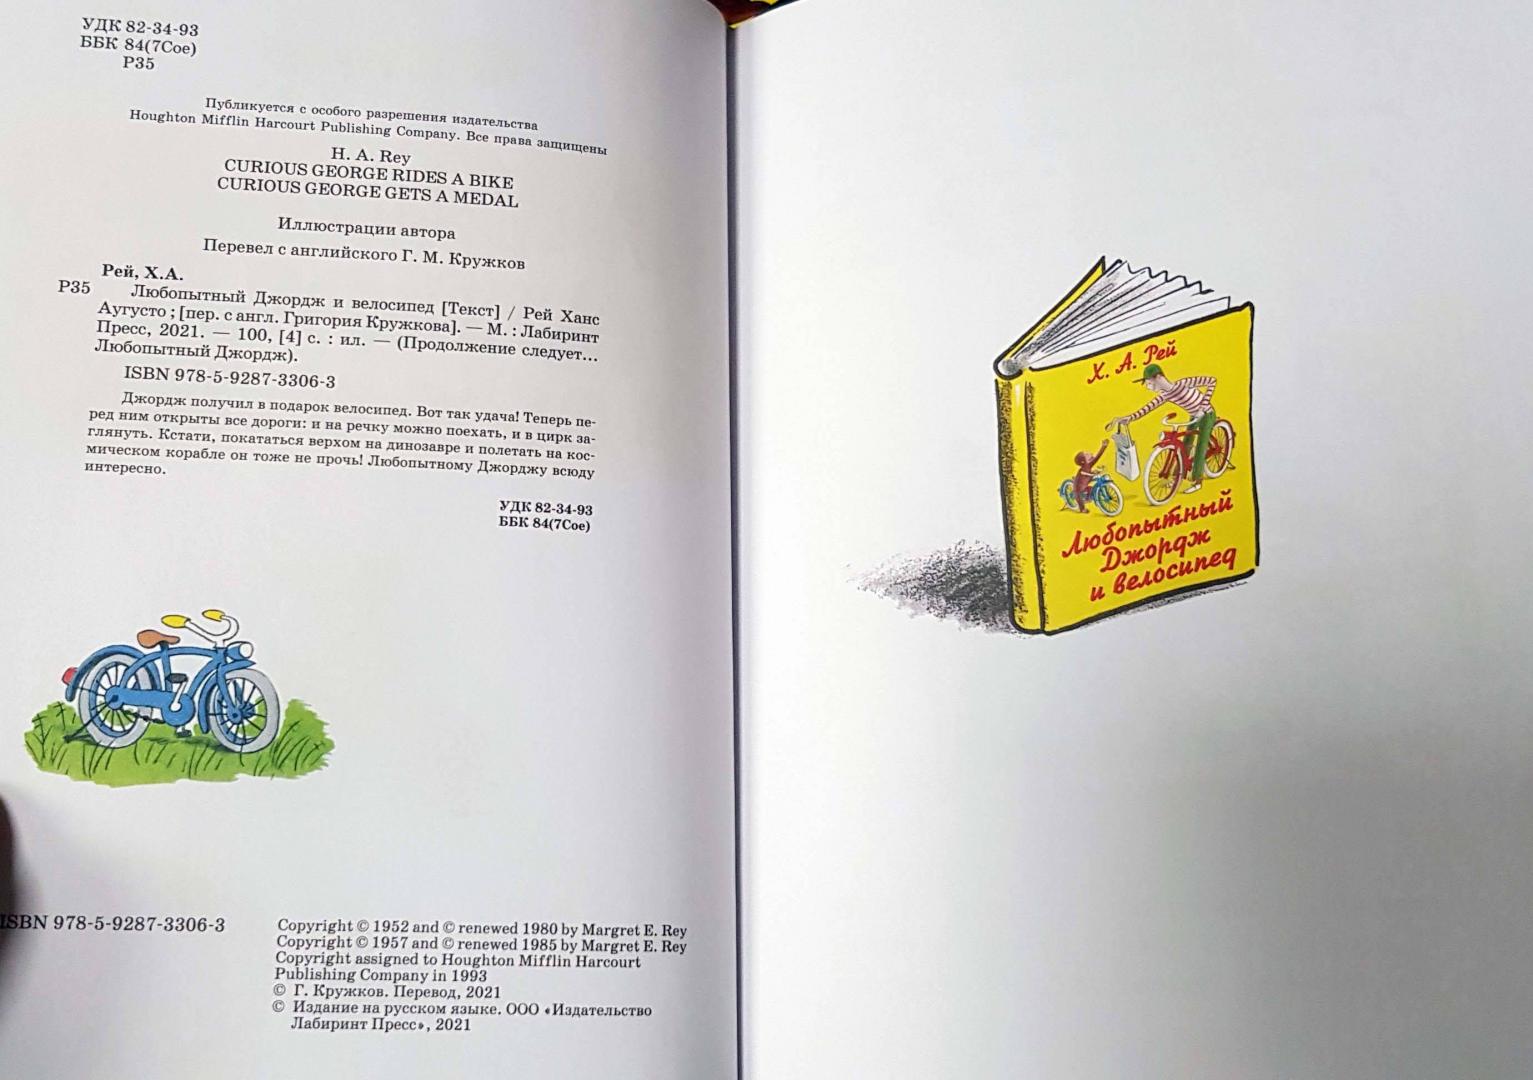 УДК 82-34-93
ББК 84(7Сое)
Р35
Публикуется с особого разрешения издательства
Houghton Mifflin Harcourt Publishing Company. Все права защищены
H. A. Rey
CURIOUS GEORGE RIDES A BIKE
CURIOUS GEORGE GETS A MEDAL
Иллюстрации автора
Перевел с английского Г. М. Кружков
Рей, Х.А.
Р35 Любопытный Джордж и велосипед [Текст] / Рей Ханс
Аугусто ; [пер. с англ. Григория Кружкова]. — М. : Лабиринт
Пресс, 2021. — 100, [4] с. : ил. — (Продолжение следует...
Любопытный Джордж).
ISBN 978-5-9287-3306-3
Джордж получил в подарок велосипед. Вот так удача! Теперь пе-
ред ним открыты все дороги: и на речку можно поехать, и в цирк за-
глянуть. Кстати, покататься верхом на динозавре и полетать на кос-
мическом корабле он тоже не прочь! Любопытному Джорджу всюду
интересно.
УДК 82-34-93
ББК 84(7Сое)
ISBN 978-5-9287-3306-3
Copyright © 1952 and © renewed 1980 by Margret E. Rey
Copyright © 1957 and © renewed 1985 by Margret E. Rey
Copyright assigned to Houghton Mifflin Harcourt
Publishing Company in 1993
© Г. Кружков. Перевод, 2021
© Издание на русском языке. ООО «Издательство
Лабиринт Пресс», 2021
Х. А. Рей
Любопытный
Джордж
и велосипед